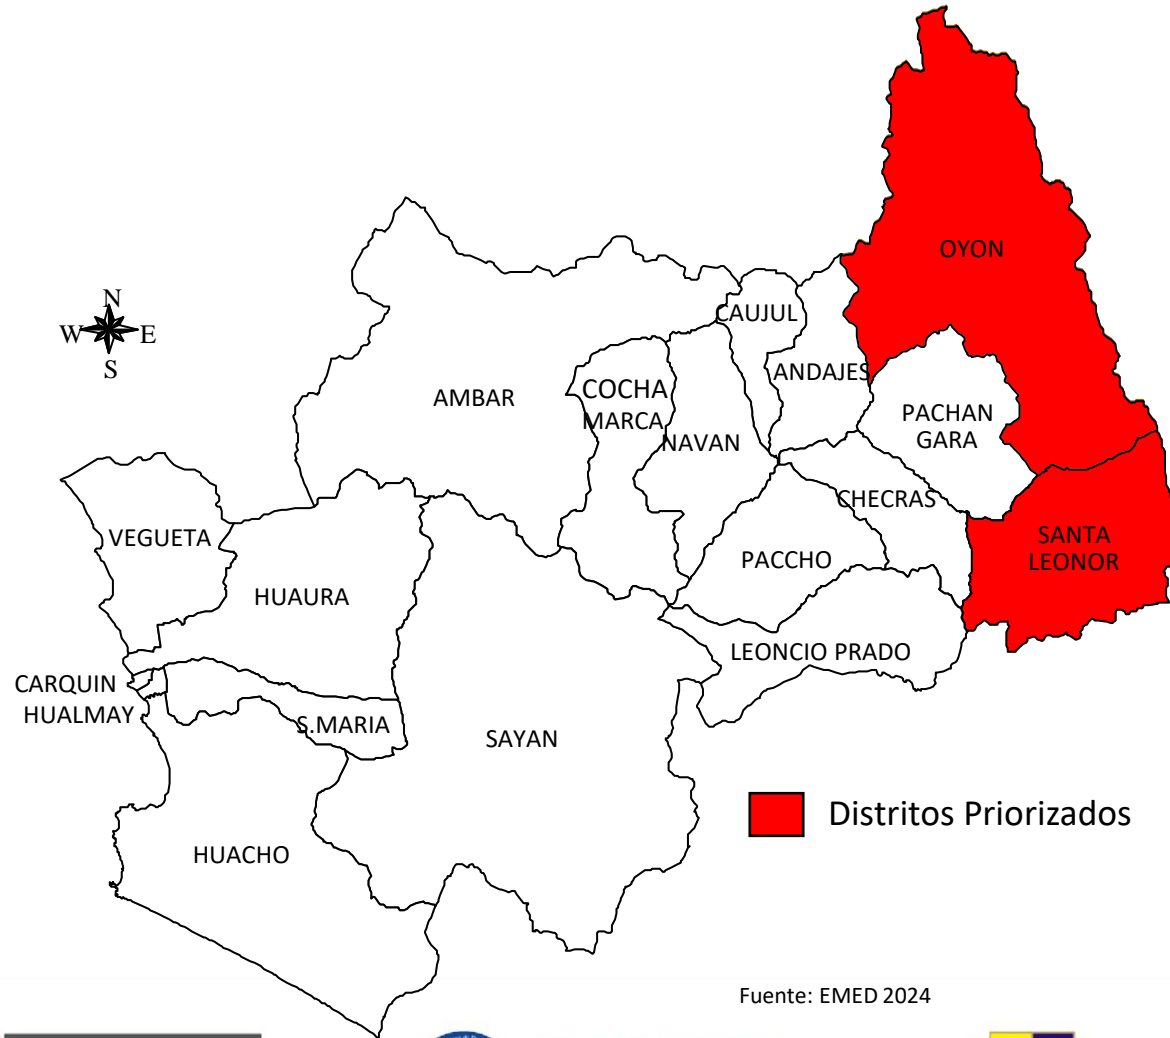 OYON
N
W E
S
CAUJUL
ANDAJES
AMBAR
COCHA
MARCA
PACHAN
GARA
NAVAN
CHECRAS
VEGUETA
SANTA
LEONOR
PACCHO
HUAURA
LEONCIO PRADO
CARQUIN
HUALMAY
S.MARIA
SAYAN
Distritos Priorizados
HUACHO
Fuente: EMED 2024